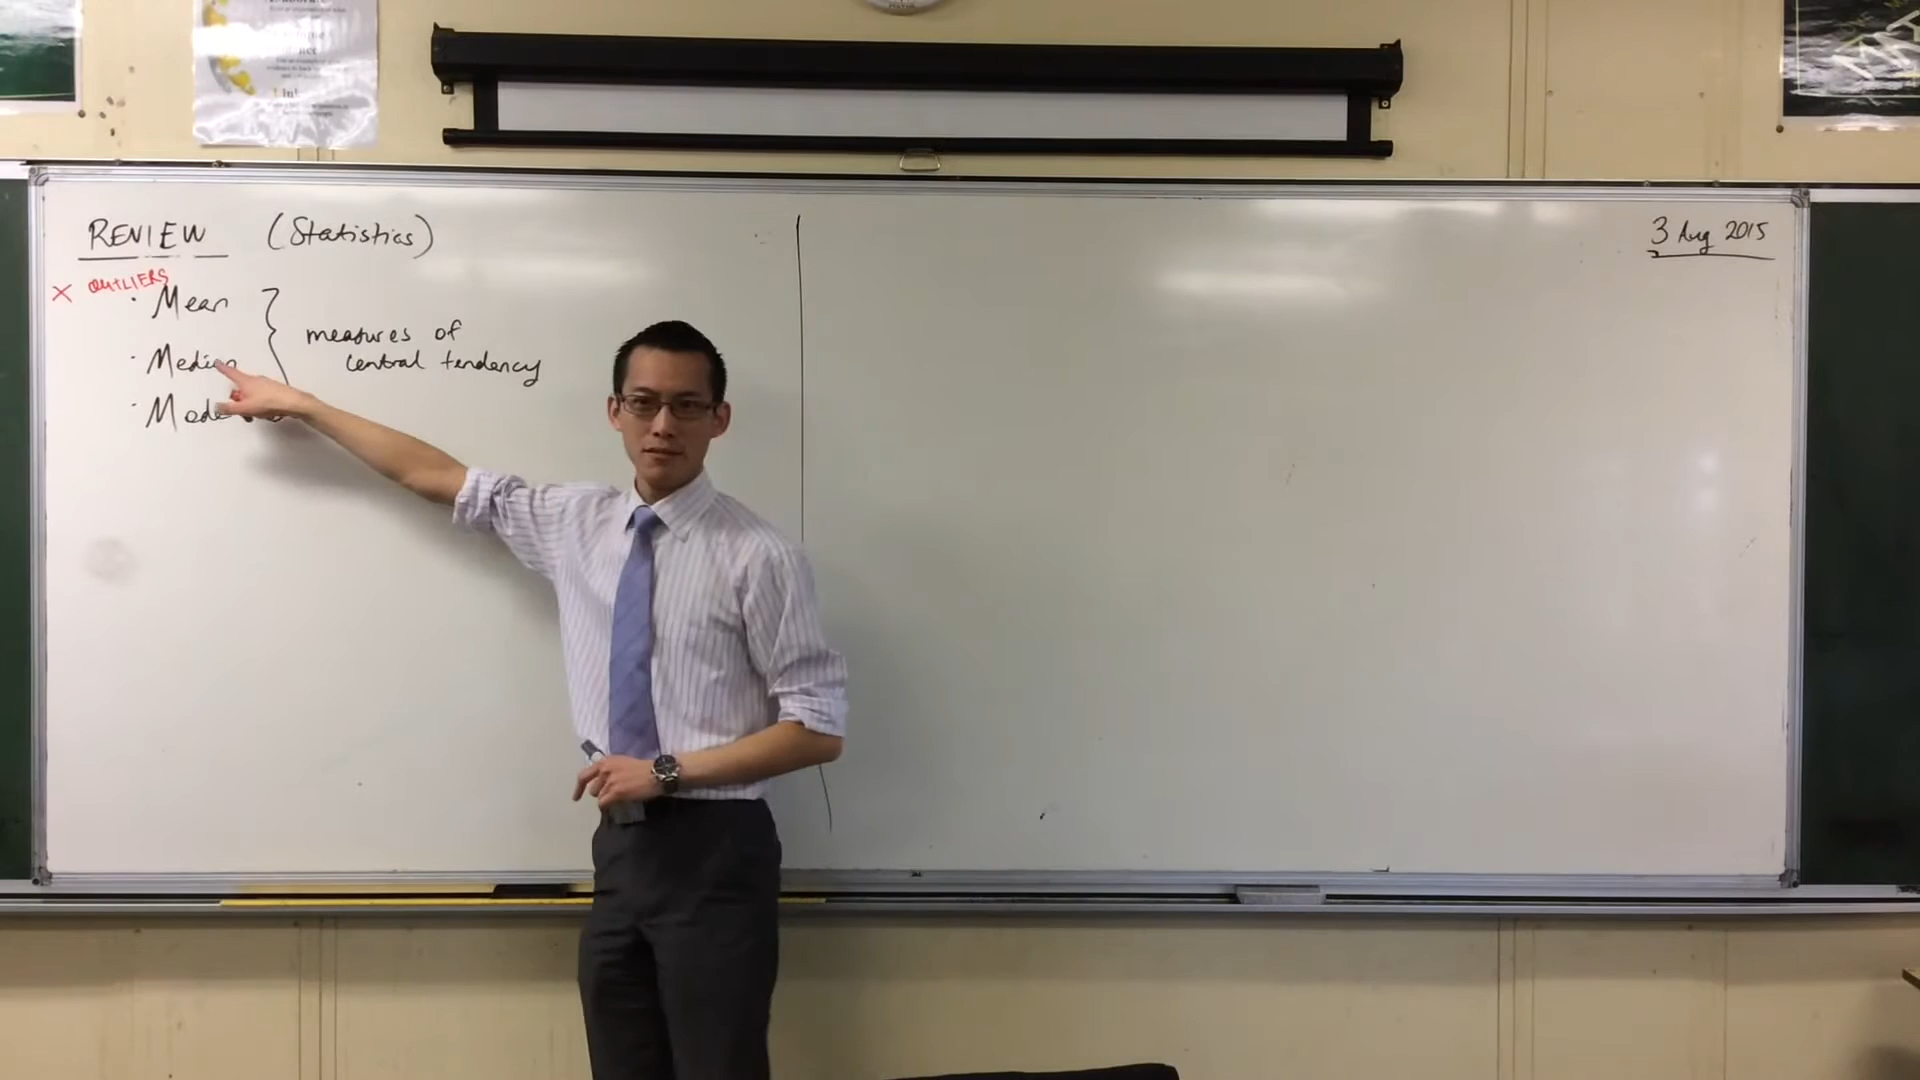 REVIEW (Statistics)
3 Aug 2015
× OUTLIERS
· Mean
measures of
central tendency
· Median
· Mode